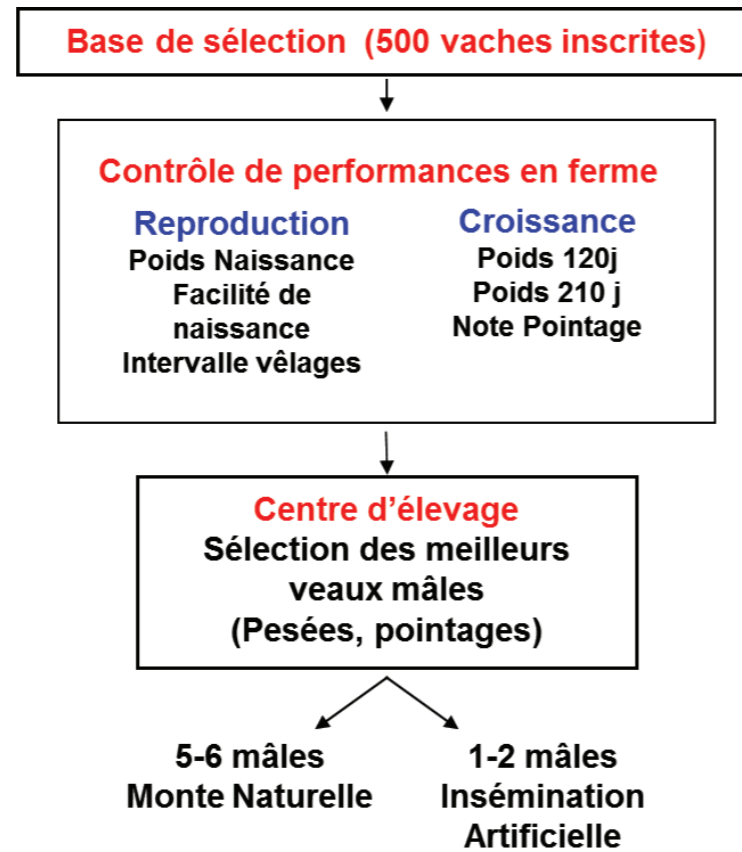 Base de sélection (500 vaches inscrites)
Contrôle de performances en ferme
Reproduction
Poids Naissance
Facilité de
naissance
Intervalle vêlages
Croissance
Poids 120j
Poids 210 j
Note Pointage
Centre d’élevage
Sélection des meilleurs
veaux mâles
(Pesées, pointages)
5-6 mâles
Monte Naturelle
1-2 mâles
Insémination
Artificielle